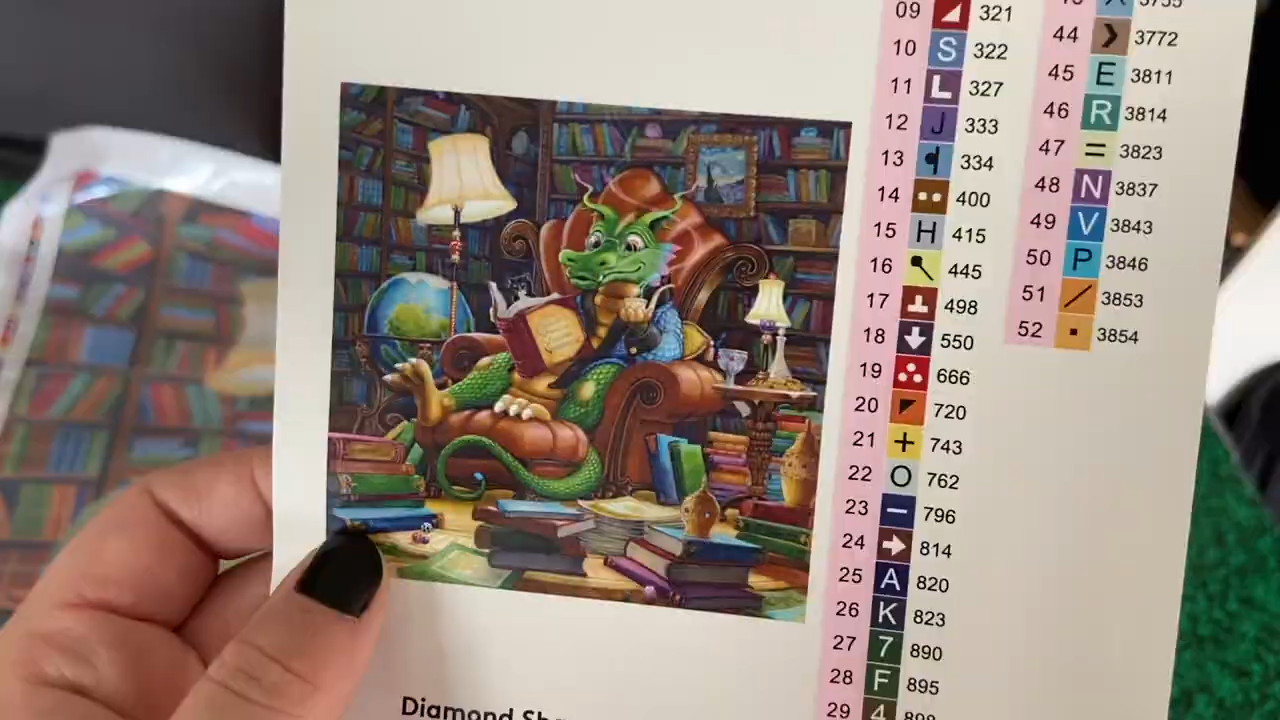 09 321
10 S 322
11 L 327
12 J 333
13 334
14 400
15 H 415
16 445
17 498
18 550
19 666
20 720
21 + 743
22 O 762
23 – 796
24 814
25 A 820
26 K 823
27 7 890
28 F 895
29 4
44 3772
45 E 3811
46 R 3814
47 = 3823
48 N 3837
49 V 3843
50 P 3846
51 / 3853
52 3854
Diamond